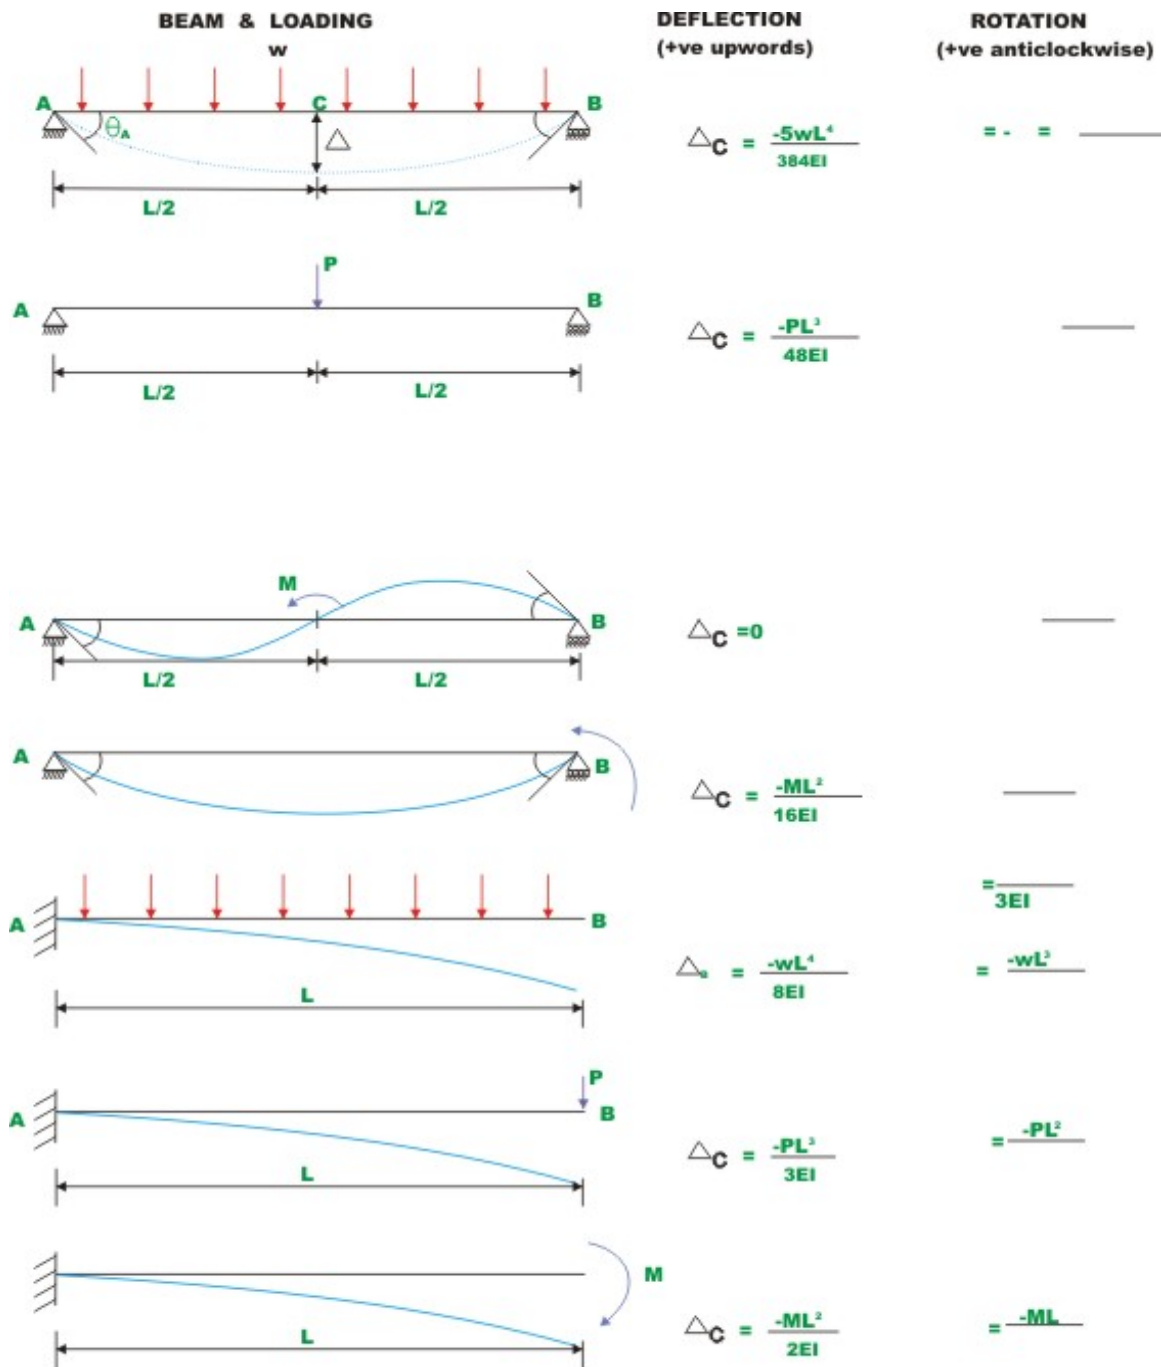 BEAM & LOADING DEFLECTION ROTATION
w (+ve upwords) (+ve anticlockwise)
A C B
θA Δ
ΔC = -5wL⁴ = - =
384EI
L/2 L/2
P
A B
ΔC = -PL³
48EI
L/2 L/2
M
A B
ΔC =0
L/2 L/2
A B
ΔC = -ML²
16EI
=
3EI
A B
Δ = -wL⁴ = -wL³
8EI
L
P
A B
ΔC = -PL³ = -PL²
3EI
L
M
ΔC = -ML² = -ML
2EI
L